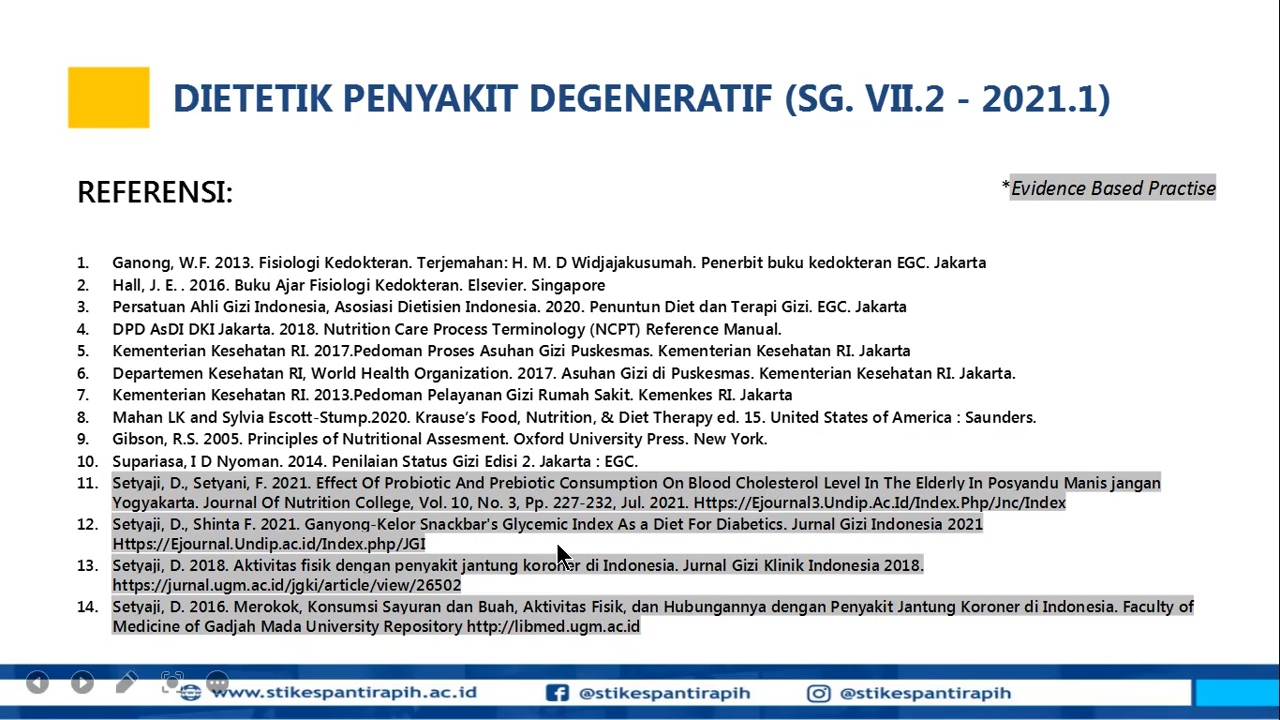 DIETETIK PENYAKIT DEGENERATIF (SG. VII.2 - 2021.1)
REFERENSI:
*Evidence Based Practise
1. Ganong, W.F. 2013. Fisiologi Kedokteran. Terjemahan: H. M. D Widjajakusumah. Penerbit buku kedokteran EGC. Jakarta
2. Hall, J. E. . 2016. Buku Ajar Fisiologi Kedokteran. Elsevier. Singapore
3. Persatuan Ahli Gizi Indonesia, Asosiasi Dietisien Indonesia. 2020. Penuntun Diet dan Terapi Gizi. EGC. Jakarta
4. DPD AsDI DKI Jakarta. 2018. Nutrition Care Process Terminology (NCPT) Reference Manual.
5. Kementerian Kesehatan RI. 2017.Pedoman Proses Asuhan Gizi Puskesmas. Kementerian Kesehatan RI. Jakarta
6. Departemen Kesehatan RI, World Health Organization. 2017. Asuhan Gizi di Puskesmas. Kementerian Kesehatan RI. Jakarta.
7. Kementerian Kesehatan RI. 2013.Pedoman Pelayanan Gizi Rumah Sakit. Kemenkes RI. Jakarta
8. Mahan LK and Sylvia Escott-Stump.2020. Krause's Food, Nutrition, & Diet Therapy ed. 15. United States of America : Saunders.
9. Gibson, R.S. 2005. Principles of Nutritional Assesment. Oxford University Press. New York.
10. Supariasa, I D Nyoman. 2014. Penilaian Status Gizi Edisi 2. Jakarta : EGC.
11. Setyaji, D., Setyani, F. 2021. Effect Of Probiotic And Prebiotic Consumption On Blood Cholesterol Level In The Elderly In Posyandu Manis jangan
Yogyakarta. Journal Of Nutrition College, Vol. 10, No. 3, Pp. 227-232, Jul. 2021. Https://Ejournal3.Undip.Ac.Id/Index.Php/Jnc/Index
12. Setyaji, D., Shinta F. 2021. Ganyong-Kelor Snackbar's Glycemic Index As a Diet For Diabetics. Jurnal Gizi Indonesia 2021
Https://Ejournal.Undip.ac.id/Index.php/JGI
13. Setyaji, D. 2018. Aktivitas fisik dengan penyakit jantung koroner di Indonesia. Jurnal Gizi Klinik Indonesia 2018.
https://jurnal.ugm.ac.id/jgki/article/view/26502
14. Setyaji, D. 2016. Merokok, Konsumsi Sayuran dan Buah, Aktivitas Fisik, dan Hubungannya dengan Penyakit Jantung Koroner di Indonesia. Faculty of
Medicine of Gadjah Mada University Repository http://libmed.ugm.ac.id
www.stikespantirapih.ac.id @stikespantirapih @stikespantirapih